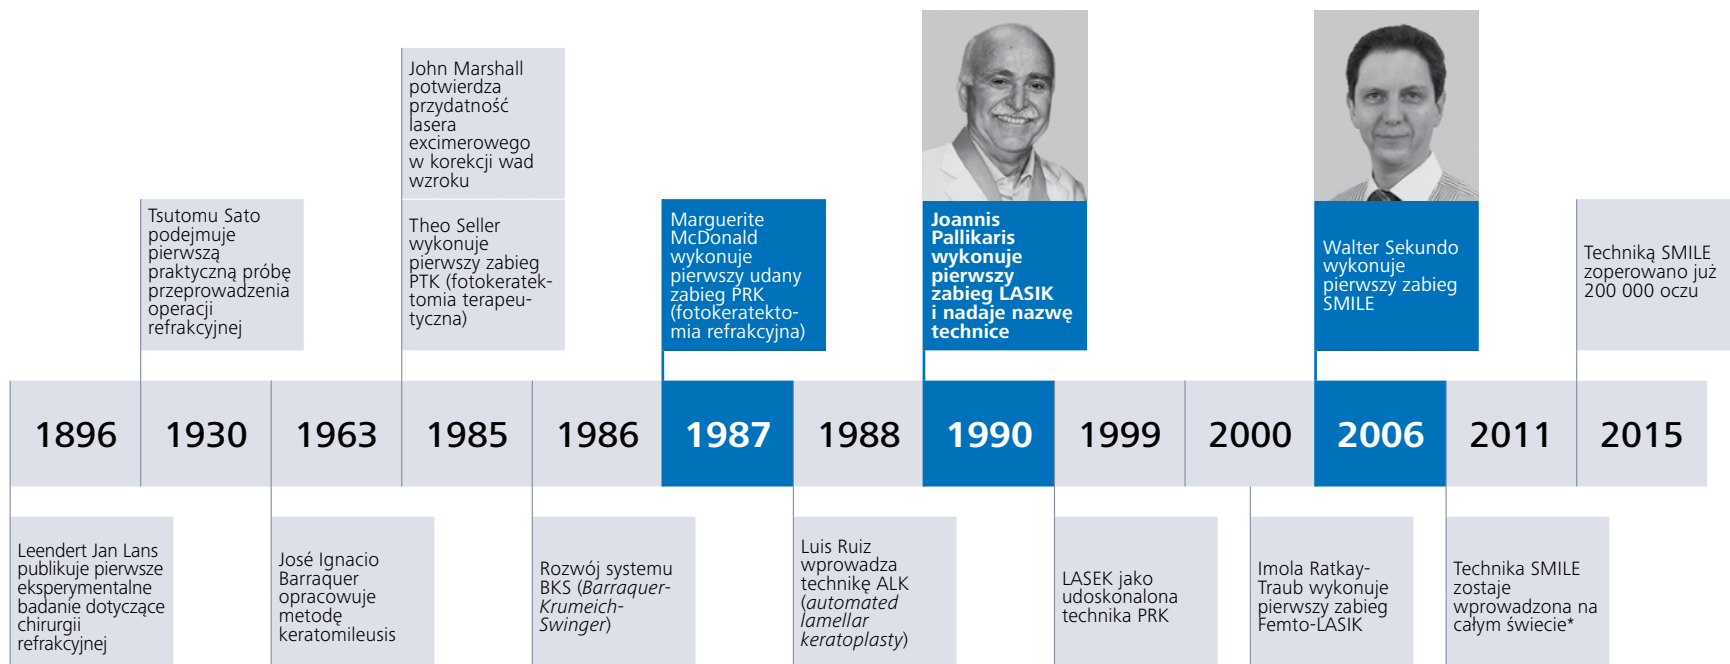 John Marshall
potwierdza
przydatność
lasera
excimerowego
w korekcji wad
wzroku
Tsutomu Sato
podejmuje
pierwszą
praktyczną próbę
przeprowadzenia
operacji
refrakcyjnej
Theo Seller
wykonuje
pierwszy zabieg
PTK (fotokeratek-
tomia terapeu-
tyczna)
Marguerite
McDonald
wykonuje
pierwszy udany
zabieg PRK
(fotokeratekto-
mia refrakcyjna)
Joannis
Pallikaris
wykonuje
pierwszy
zabieg LASIK
i nadaje nazwę
technice
Walter Sekundo
wykonuje
pierwszy zabieg
SMILE
Techniką SMILE
zoperowano już
200 000 oczu
1896 1930 1963 1985 1986 1987 1988 1990 1999 2000 2006 2011 2015
Leendert Jan Lans
publikuje pierwsze
eksperymentalne
badanie dotyczące
chirurgii
refrakcyjnej
José Ignacio
Barraquer
opracowuje
metodę
keratomileusis
Rozwój systemu
BKS (Barraquer-
Krumeich-
Swinger)
Luis Ruiz
wprowadza
technikę ALK
(automated
lamellar
keratoplasty)
LASEK jako
udoskonalona
technika PRK
Imola Ratkay-
Traub wykonuje
pierwszy zabieg
Femto-LASIK
Technika SMILE
zostaje
wprowadzona na
całym świecie*